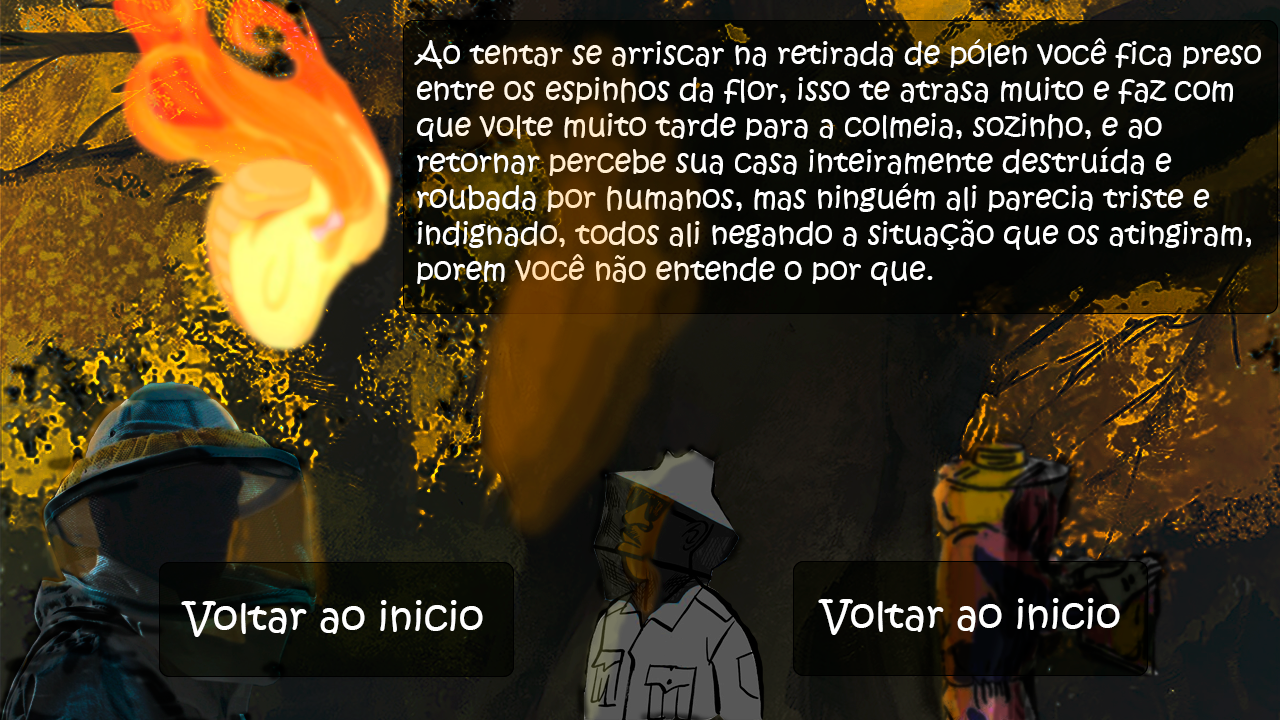 Ao tentar se arriscar na retirada de pólen você fica preso
entre os espinhos da flor, isso te atrasa muito e faz com
que volte muito tarde para a colmeia, sozinho, e ao
retornar percebe sua casa inteiramente destruída e
roubada por humanos, mas ninguém ali parecia triste e
indignado, todos ali negando a situação que os atingiram,
porem você não entende o por que.
Voltar ao inicio
Voltar ao inicio